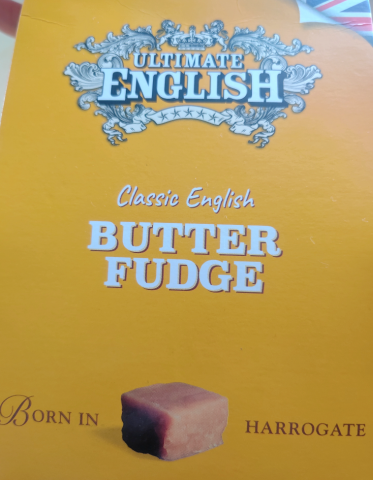 ULTIMATE
ENGLISH
Classic English
BUTTER
FUDGE
BORN IN HARROGATE